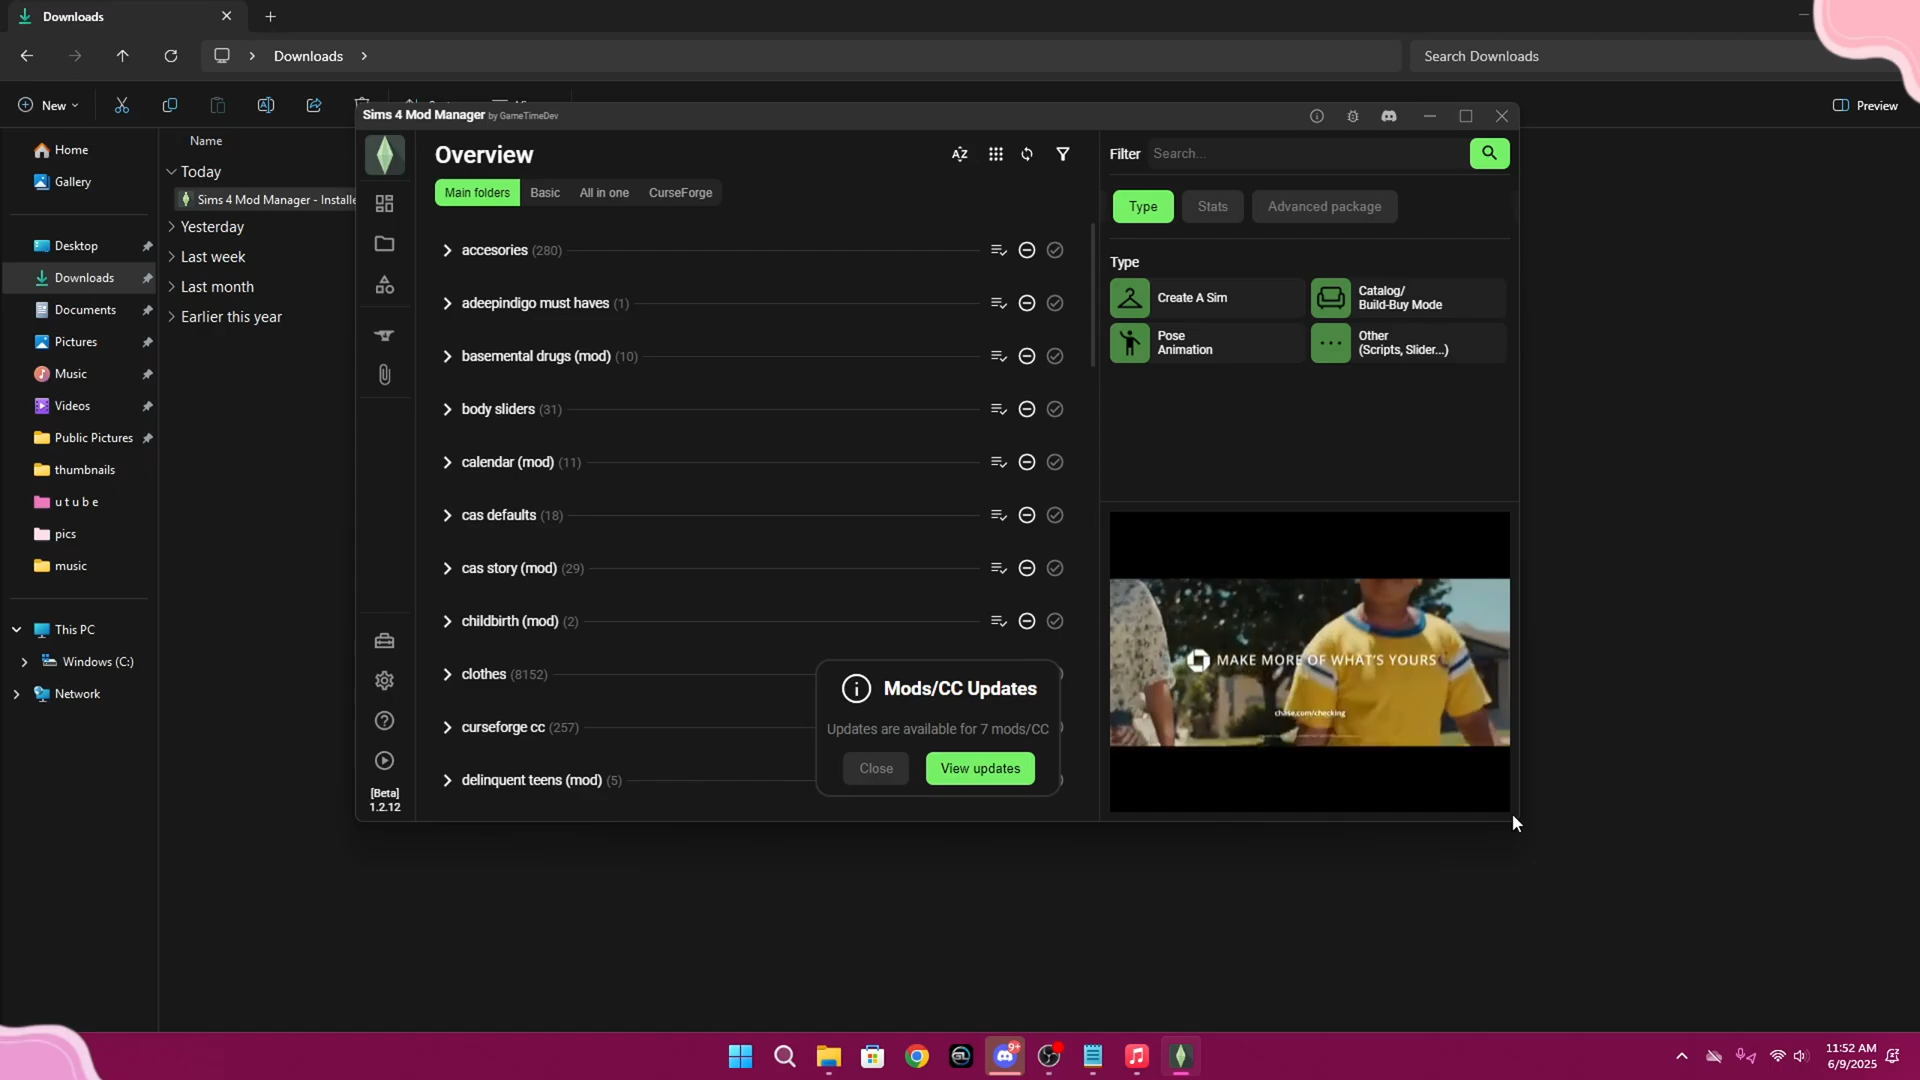 Downloads
Downloads
Search Downloads
New
Preview
Home
Gallery
Desktop
Downloads
Documents
Pictures
Music
Videos
Public Pictures
thumbnails
u t u b e
pics
music
This PC
Windows (C:)
Network
Name
Today
Sims 4 Mod Manager - Installe
Yesterday
Last week
Last month
Earlier this year
Sims 4 Mod Manager by GameTimeDev
Overview
Main folders Basic All in one CurseForge
accesories (280)
adeepindigo must haves (1)
basemental drugs (mod) (10)
body sliders (31)
calendar (mod) (11)
cas defaults (18)
cas story (mod) (29)
childbirth (mod) (2)
clothes (8152)
curseforge cc (257)
delinquent teens (mod) (5)
[Beta]
1.2.12
Mods/CC Updates
Updates are available for 7 mods/CC
Close View updates
Filter Search...
Type Stats Advanced package
Type
Create A Sim
Catalog/
Build-Buy Mode
Pose
Animation
Other
(Scripts, Slider...)
MAKE MORE OF WHAT'S YOURS
chase.com/checking
9+
11:52 AM
6/9/2025